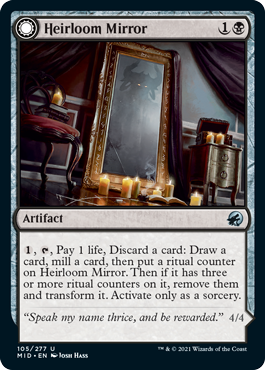 Heirloom Mirror 1
Artifact
1, , Pay 1 life, Discard a card: Draw a
card, mill a card, then put a ritual counter
on Heirloom Mirror. Then if it has three
or more ritual counters on it, remove them
and transform it. Activate only as a sorcery.
“Speak my name thrice, and be rewarded.” 4/4
105/277 U
MID • EN Josh Hass
™ & © 2021 Wizards of the Coast